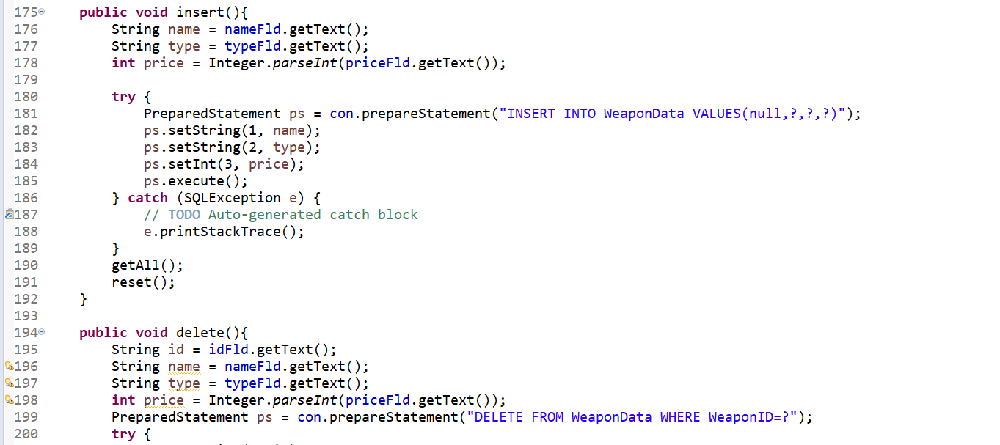 175 public void insert(){
176 String name = nameFld.getText();
177 String type = typeFld.getText();
178 int price = Integer.parseInt(priceFld.getText());
179
180 try {
181 PreparedStatement ps = con.prepareStatement("INSERT INTO WeaponData VALUES(null,?,?,?)");
182 ps.setString(1, name);
183 ps.setString(2, type);
184 ps.setInt(3, price);
185 ps.execute();
186 } catch (SQLException e) {
187 // TODO Auto-generated catch block
188 e.printStackTrace();
189 }
190 getAll();
191 reset();
192 }
193
194 public void delete(){
195 String id = idFld.getText();
196 String name = nameFld.getText();
197 String type = typeFld.getText();
198 int price = Integer.parseInt(priceFld.getText());
199 PreparedStatement ps = con.prepareStatement("DELETE FROM WeaponData WHERE WeaponID=?");
200 try {